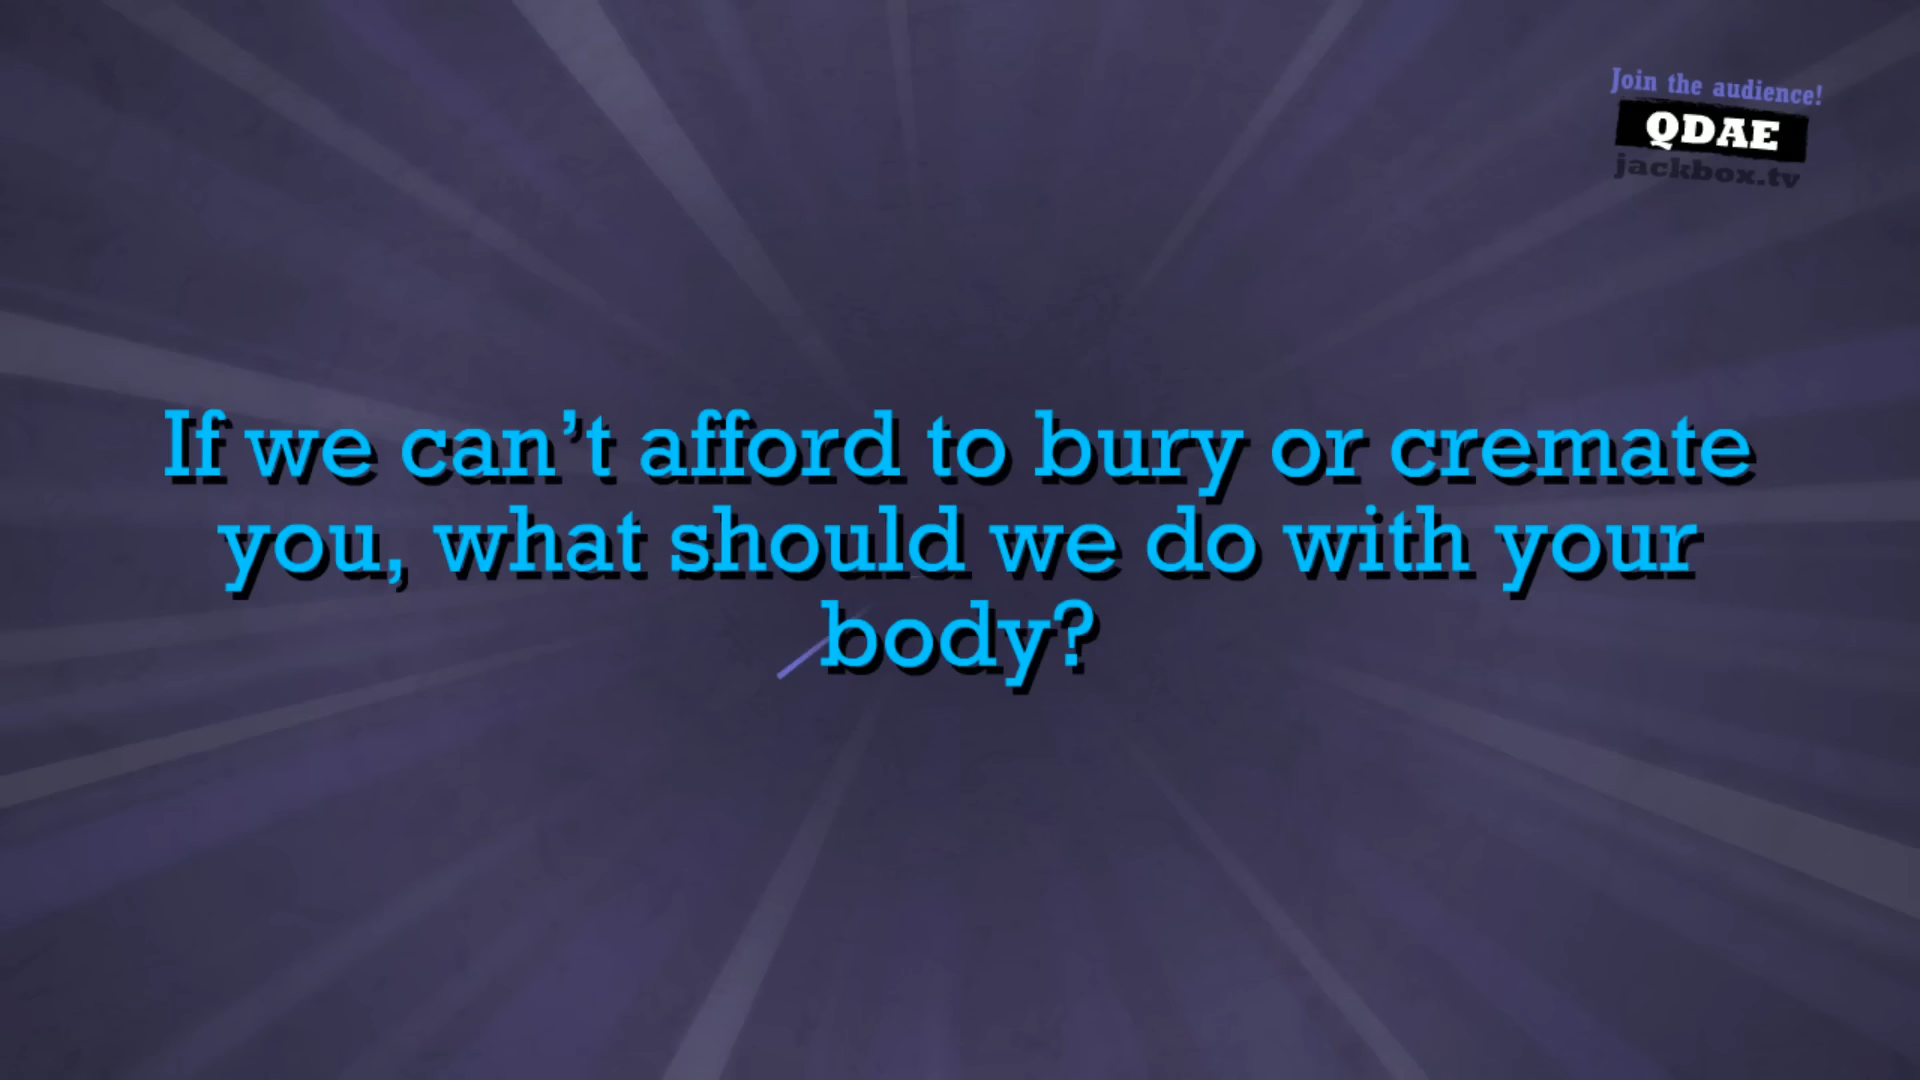 Join the audience!
QDAE
jackbox.tv
If we can’t afford to bury or cremate
you, what should we do with your
body?